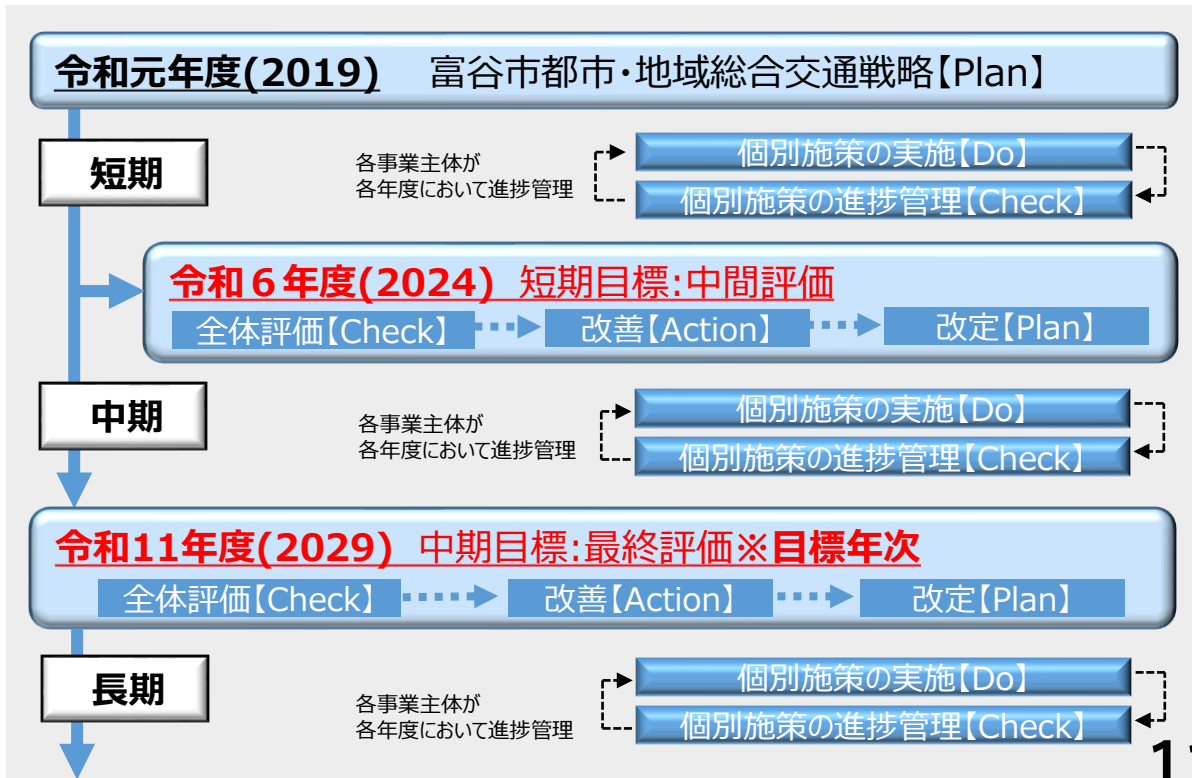 令和元年度(2019) 富谷市都市・地域総合交通戦略【Plan】
短期
各事業主体が
各年度において進捗管理
個別施策の実施【Do】
個別施策の進捗管理【Check】
令和６年度(2024) 短期目標:中間評価
全体評価【Check】 改善【Action】 改定【Plan】
中期
各事業主体が
各年度において進捗管理
個別施策の実施【Do】
個別施策の進捗管理【Check】
令和11年度(2029) 中期目標:最終評価※目標年次
全体評価【Check】 改善【Action】 改定【Plan】
長期
各事業主体が
各年度において進捗管理
個別施策の実施【Do】
個別施策の進捗管理【Check】